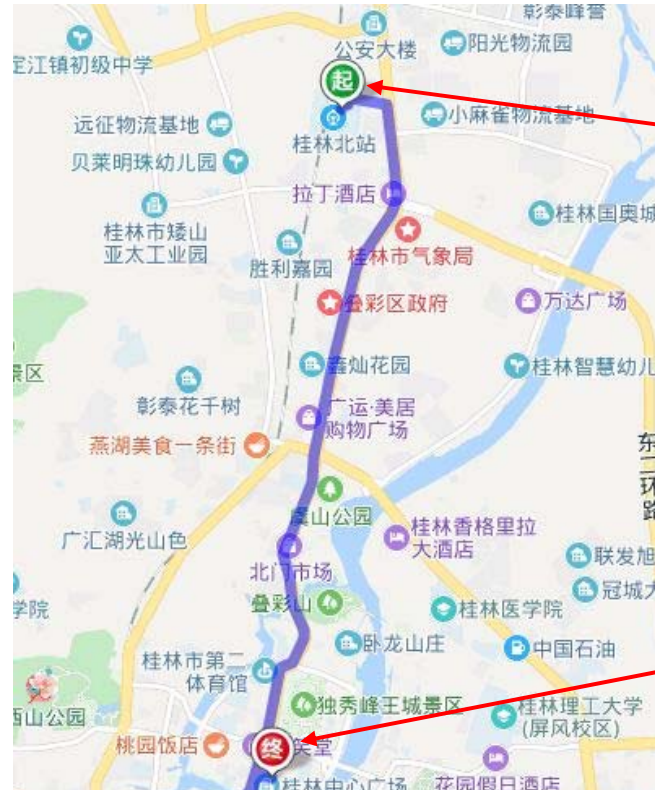 彰泰峰誉
公安大楼
阳光物流园
定江镇初级中学
起
小麻雀物流基地
远征物流基地
桂林北站
贝莱明珠幼儿园
拉丁酒店
桂林国奥城
桂林市矮山
亚太工业园
桂林市气象局
胜利嘉园
叠彩区政府
万达广场
景区
鑫灿花园
桂林智慧幼儿
彰泰花千树
广运·美居
购物广场
燕湖美食一条街
东
二
环
路
虞山公园
广汇湖光山色
桂林香格里拉
大酒店
北门市场
联发旭
学院
叠彩山
冠城大
桂林医学院
卧龙山庄
中国石油
桂林市第二
体育馆
独秀峰王城景区
桂林理工大学
(屏风校区)
西山公园
桃园饭店
终
笑堂
桂林中心广场
花园假日酒店